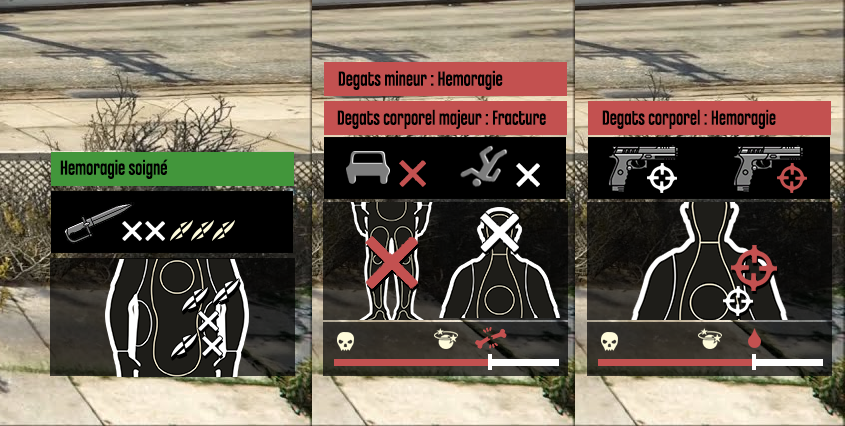 Hemoragie soigné
Degats mineur : Hemoragie
Degats corporel majeur : Fracture
Degats corporel : Hemoragie